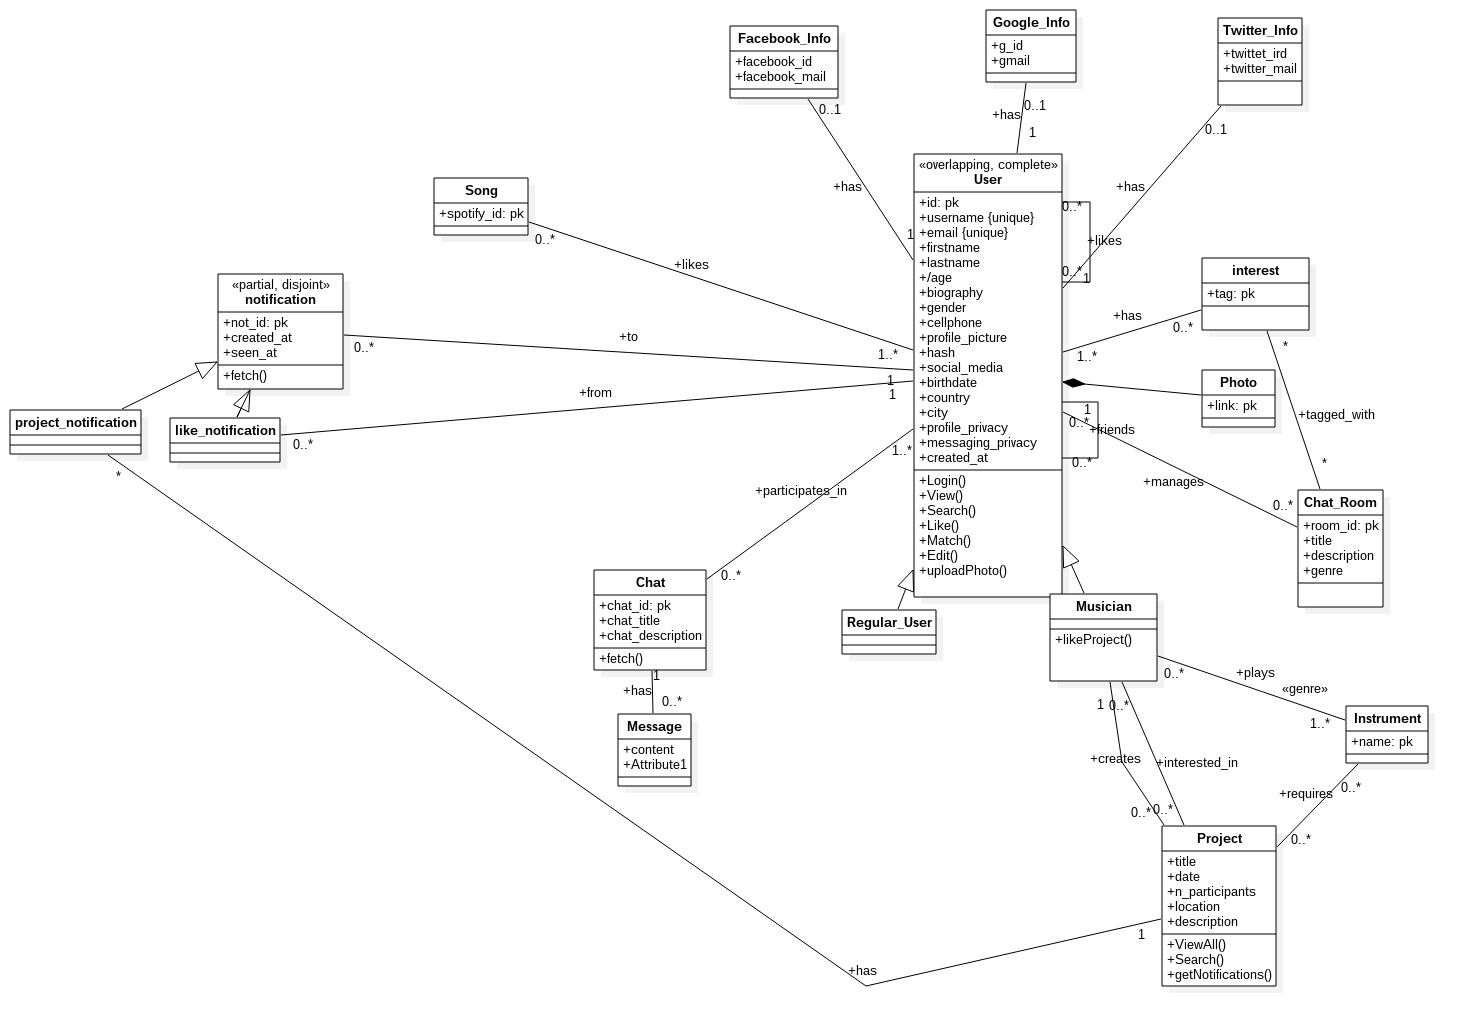 Facebook_Info
+facebook_id
+facebook_mail
0..1
+has
1
Google_Info
+g_id
+gmail
0..1
+has
1
Twitter_Info
+twittet_ird
+twitter_mail
0..1
+has
1
Song
+spotify_id: pk
0..*
+likes
1..*
«overlapping, complete»
User
+id: pk
+username {unique}
+email {unique}
+firstname
+lastname
+/age
+biography
+gender
+cellphone
+profile_picture
+hash
+social_media
+birthdate
+country
+city
+profile_privacy
+messaging_privacy
+created_at
+Login()
+View()
+Search()
+Like()
+Match()
+Edit()
+uploadPhoto()
0..*
+likes
0..*
interest
+tag: pk
+has
0..*
1..*
«partial, disjoint»
notification
+not_id: pk
+created_at
+seen_at
+fetch()
0..*
+to
1
project_notification
like_notification
0..*
+from
1
Photo
+link: pk
*
+tagged_with
*
1
0..*
+friends
0..*
+manages
0..*
Chat_Room
+room_id: pk
+title
+description
+genre
1..*
+participates_in
0..*
Chat
+chat_id: pk
+chat_title
+chat_description
+fetch()
1
+has
0..*
Message
+content
+Attribute1
Regular_User
Musician
+likeProject()
0..*
+plays
«genre»
1..*
Instrument
+name: pk
1
0..*
+creates
+interested_in
0..*
0..*
+requires
0..*
0..*
Project
+title
+date
+n_participants
+location
+description
+ViewAll()
+Search()
+getNotifications()
*
+has
1